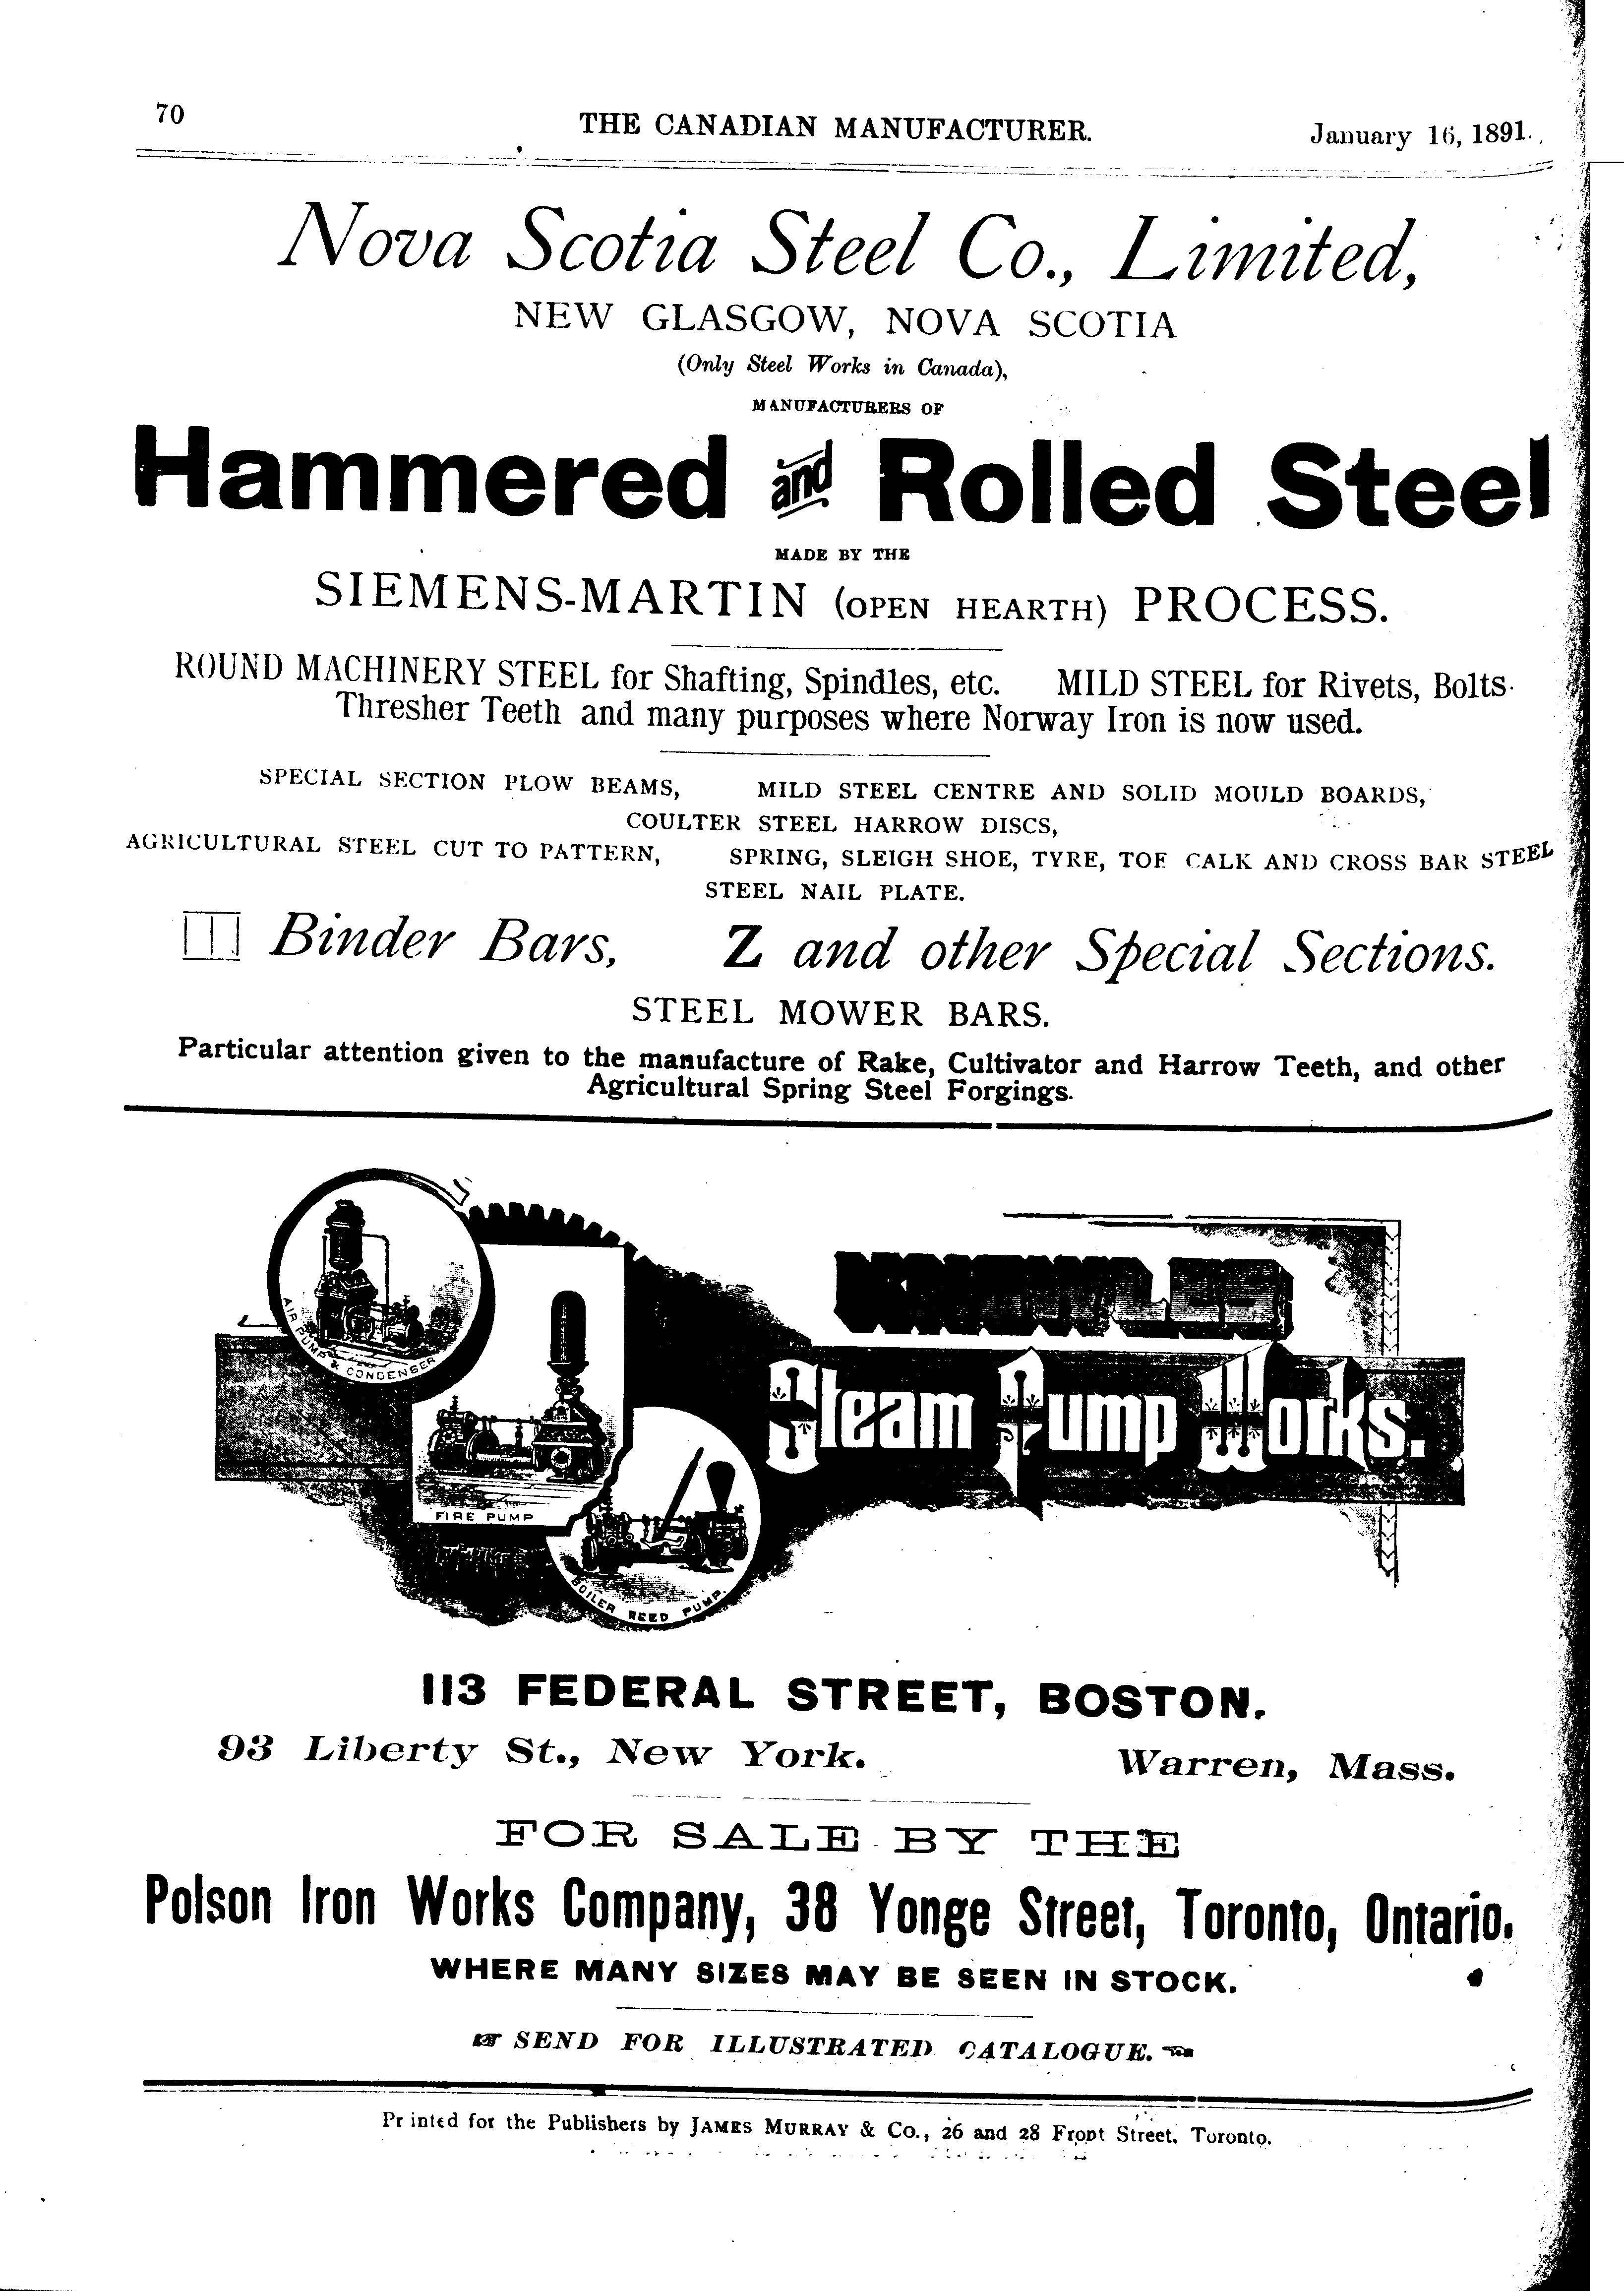 70
THE CANADIAN MANUFACTURER.
January 16, 1891.
Nova Scotia Steel Co., Limited,
NEW GLASGOW, NOVA SCOTIA
(Only Steel Works in Canada),
MANUFACTURERS OF
Hammered and Rolled Steel
MADE BY THE
SIEMENS-MARTIN (OPEN HEARTH) PROCESS.
ROUND MACHINERY STEEL for Shafting, Spindles, etc. MILD STEEL for Rivets, Bolts
Thresher Teeth and many purposes where Norway Iron is now used.
SPECIAL SECTION PLOW BEAMS, MILD STEEL CENTRE AND SOLID MOULD BOARDS,
COULTER STEEL HARROW DISCS,
AGRICULTURAL STEEL CUT TO PATTERN, SPRING, SLEIGH SHOE, TYRE, TOE CALK AND CROSS BAR STEEL
STEEL NAIL PLATE.
Binder Bars, Z and other Special Sections.
STEEL MOWER BARS.
Particular attention given to the manufacture of Rake, Cultivator and Harrow Teeth, and other
Agricultural Spring Steel Forgings.
AIR PUMP & CONDENSER
KNOWLES
Steam Pump Works.
FIRE PUMP
BOILER FEED PUMP.
113 FEDERAL STREET, BOSTON.
93 Liberty St., New York. Warren, Mass.
FOR SALE BY THE
Polson Iron Works Company, 38 Yonge Street, Toronto, Ontario.
WHERE MANY SIZES MAY BE SEEN IN STOCK.
☞ SEND FOR ILLUSTRATED CATALOGUE. ☜
Printed for the Publishers by JAMES MURRAY & Co., 26 and 28 Front Street, Toronto.